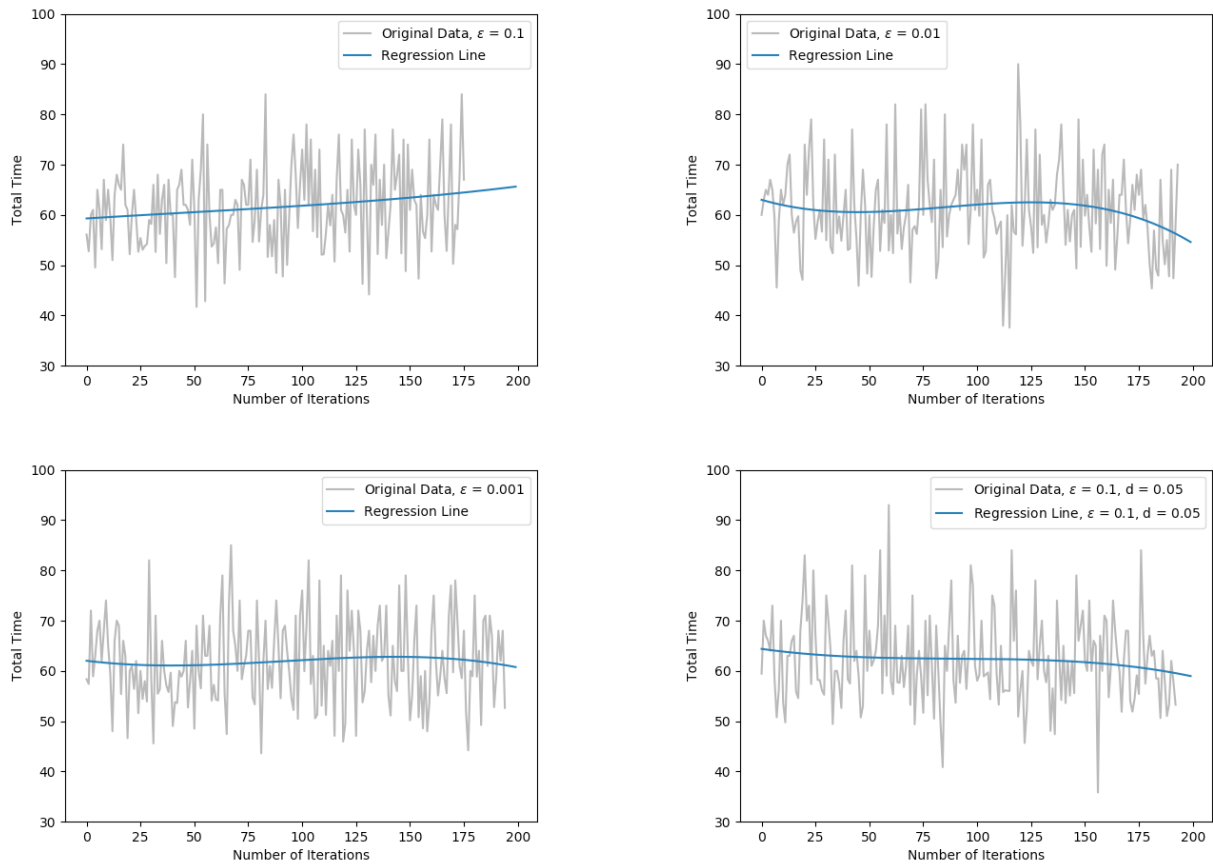 Original Data, ε = 0.1
Regression Line
100
90
80
70
60
50
40
30
Total Time
0 25 50 75 100 125 150 175 200
Number of Iterations
Original Data, ε = 0.01
Regression Line
100
90
80
70
60
50
40
30
Total Time
0 25 50 75 100 125 150 175 200
Number of Iterations
Original Data, ε = 0.001
Regression Line
100
90
80
70
60
50
40
30
Total Time
0 25 50 75 100 125 150 175 200
Number of Iterations
Original Data, ε = 0.1, d = 0.05
Regression Line, ε = 0.1, d = 0.05
100
90
80
70
60
50
40
30
Total Time
0 25 50 75 100 125 150 175 200
Number of Iterations